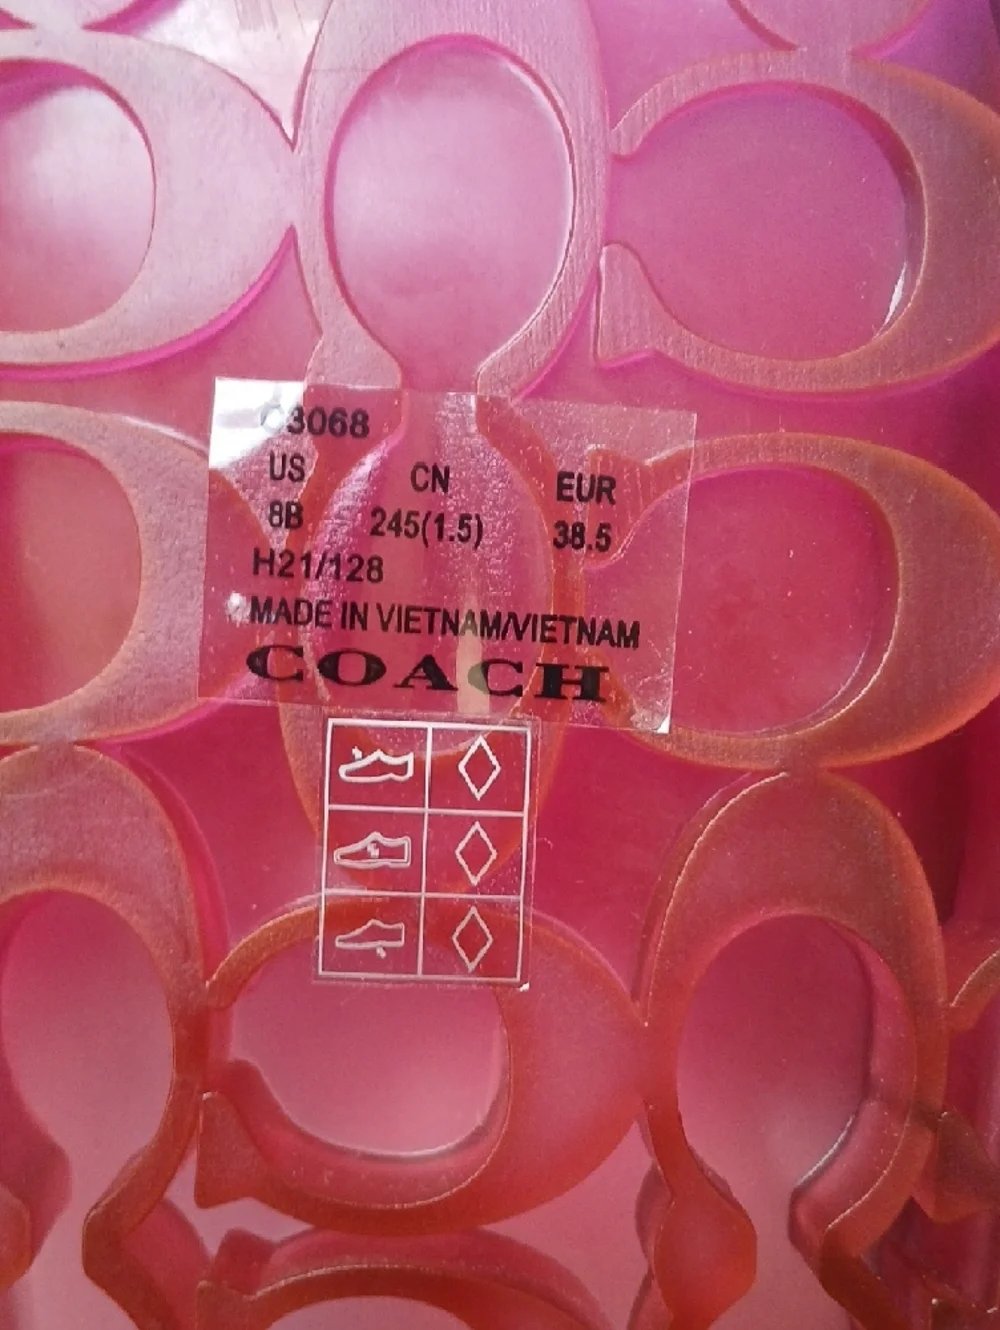 C3068
US CN EUR
8B 245(1.5) 38.5
H21/128
MADE IN VIETNAM/VIETNAM
COACH